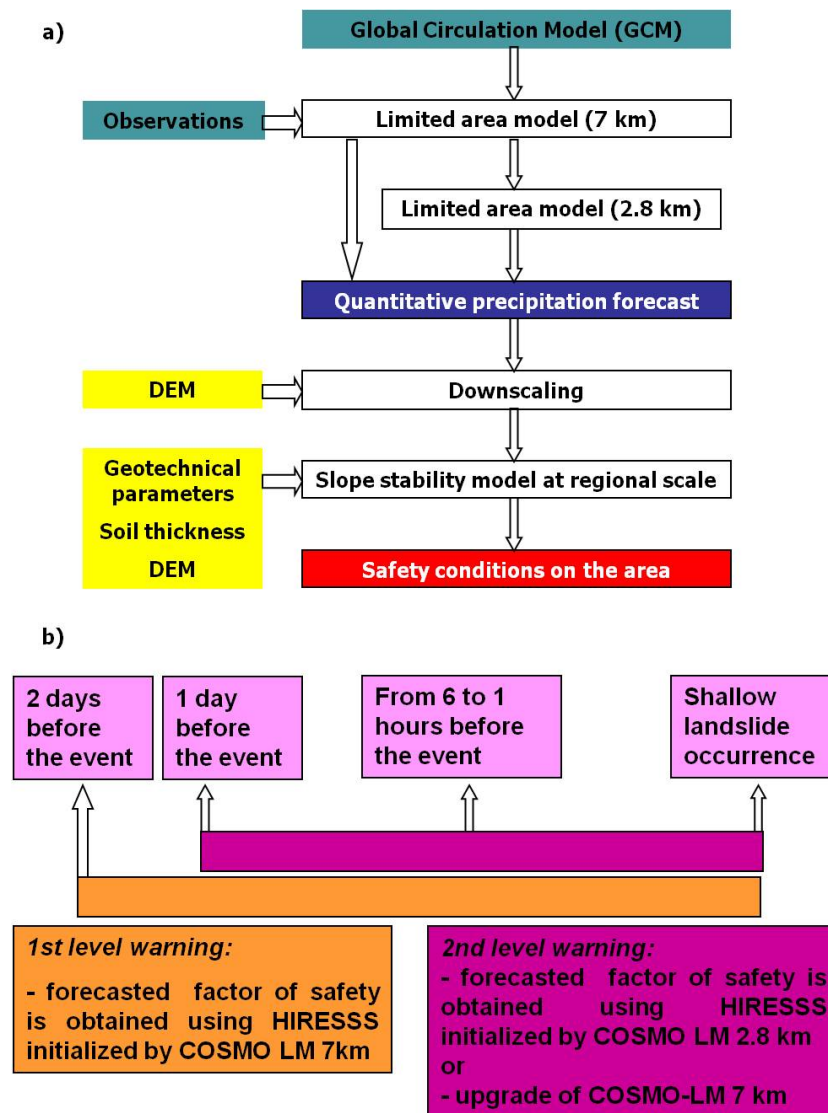 a)
Global Circulation Model (GCM)
Observations
Limited area model (7 km)
Limited area model (2.8 km)
Quantitative precipitation forecast
DEM
Downscaling
Geotechnical
parameters
Soil thickness
DEM
Slope stability model at regional scale
Safety conditions on the area
b)
2 days
before
the event
1 day
before
the event
From 6 to 1
hours before
the event
Shallow
landslide
occurrence
1st level warning:
- forecasted factor of safety
is obtained using HIRESSS
initialized by COSMO LM 7km
2nd level warning:
- forecasted factor of safety is
obtained using HIRESSS
initialized by COSMO LM 2.8 km
or
- upgrade of COSMO-LM 7 km